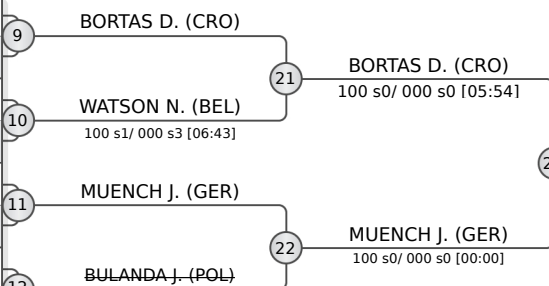 BORTAS D. (CRO)
9
21
BORTAS D. (CRO)
100 s0/ 000 s0 [05:54]
WATSON N. (BEL)
10
100 s1/ 000 s3 [06:43]
MUENCH J. (GER)
11
22
MUENCH J. (GER)
100 s0/ 000 s0 [00:00]
BULANDA J. (POL)